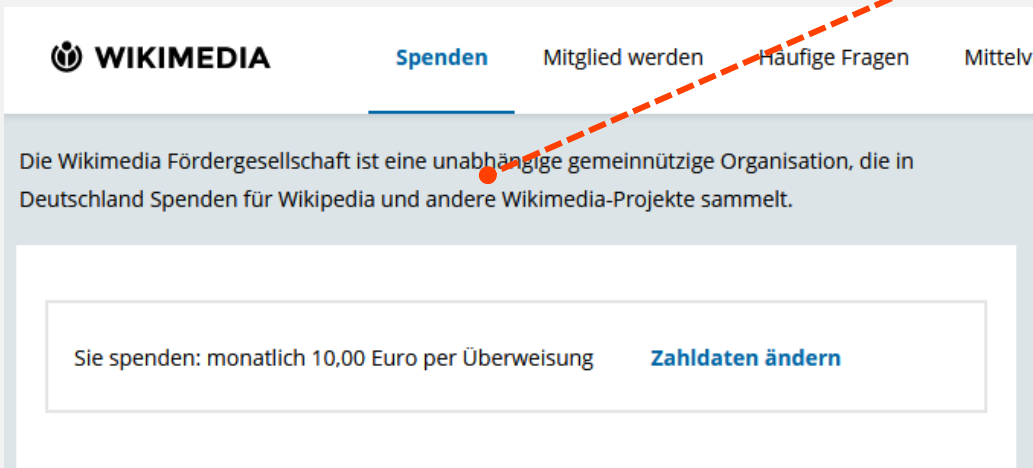 WIKIMEDIA Spenden Mitglied werden Häufige Fragen Mittelv
Die Wikimedia Fördergesellschaft ist eine unabhängige gemeinnützige Organisation, die in
Deutschland Spenden für Wikipedia und andere Wikimedia-Projekte sammelt.
Sie spenden: monatlich 10,00 Euro per Überweisung Zahldaten ändern